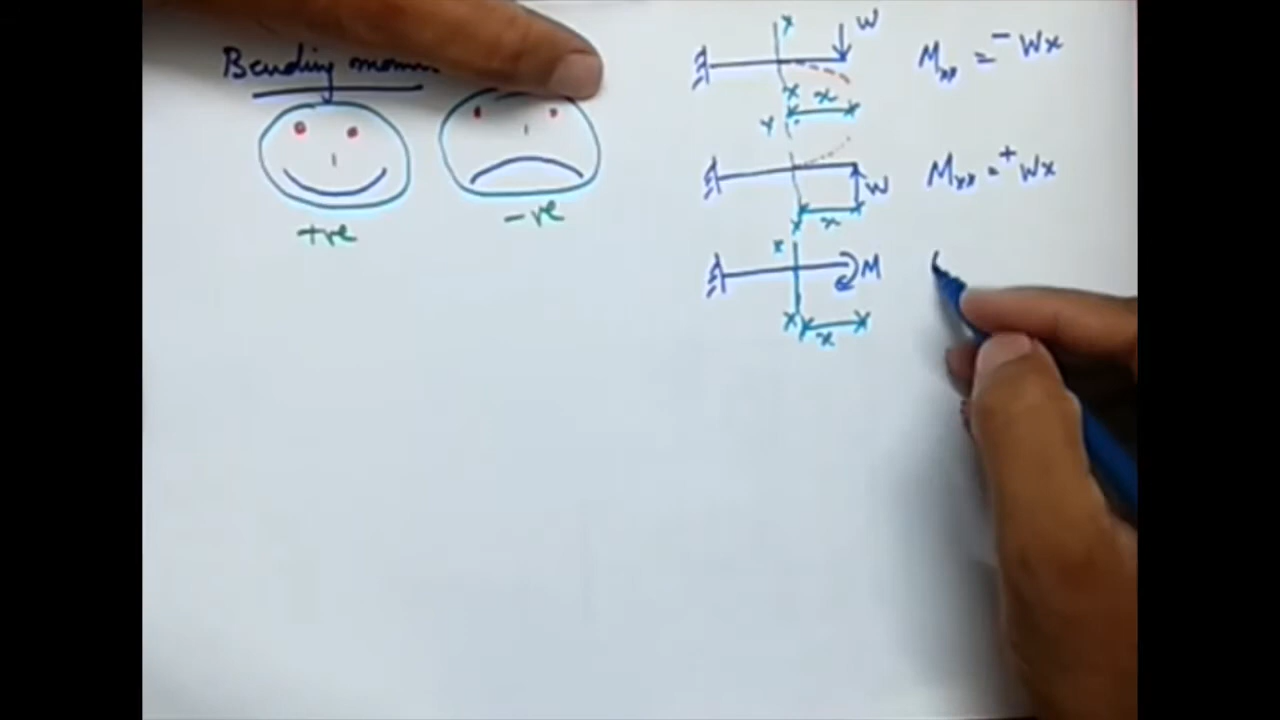 Bending mom
+ve
-ve
X
W
X
x
Mxx = - Wx
X
W
X
x
Mxx = + Wx
X
M
X
x